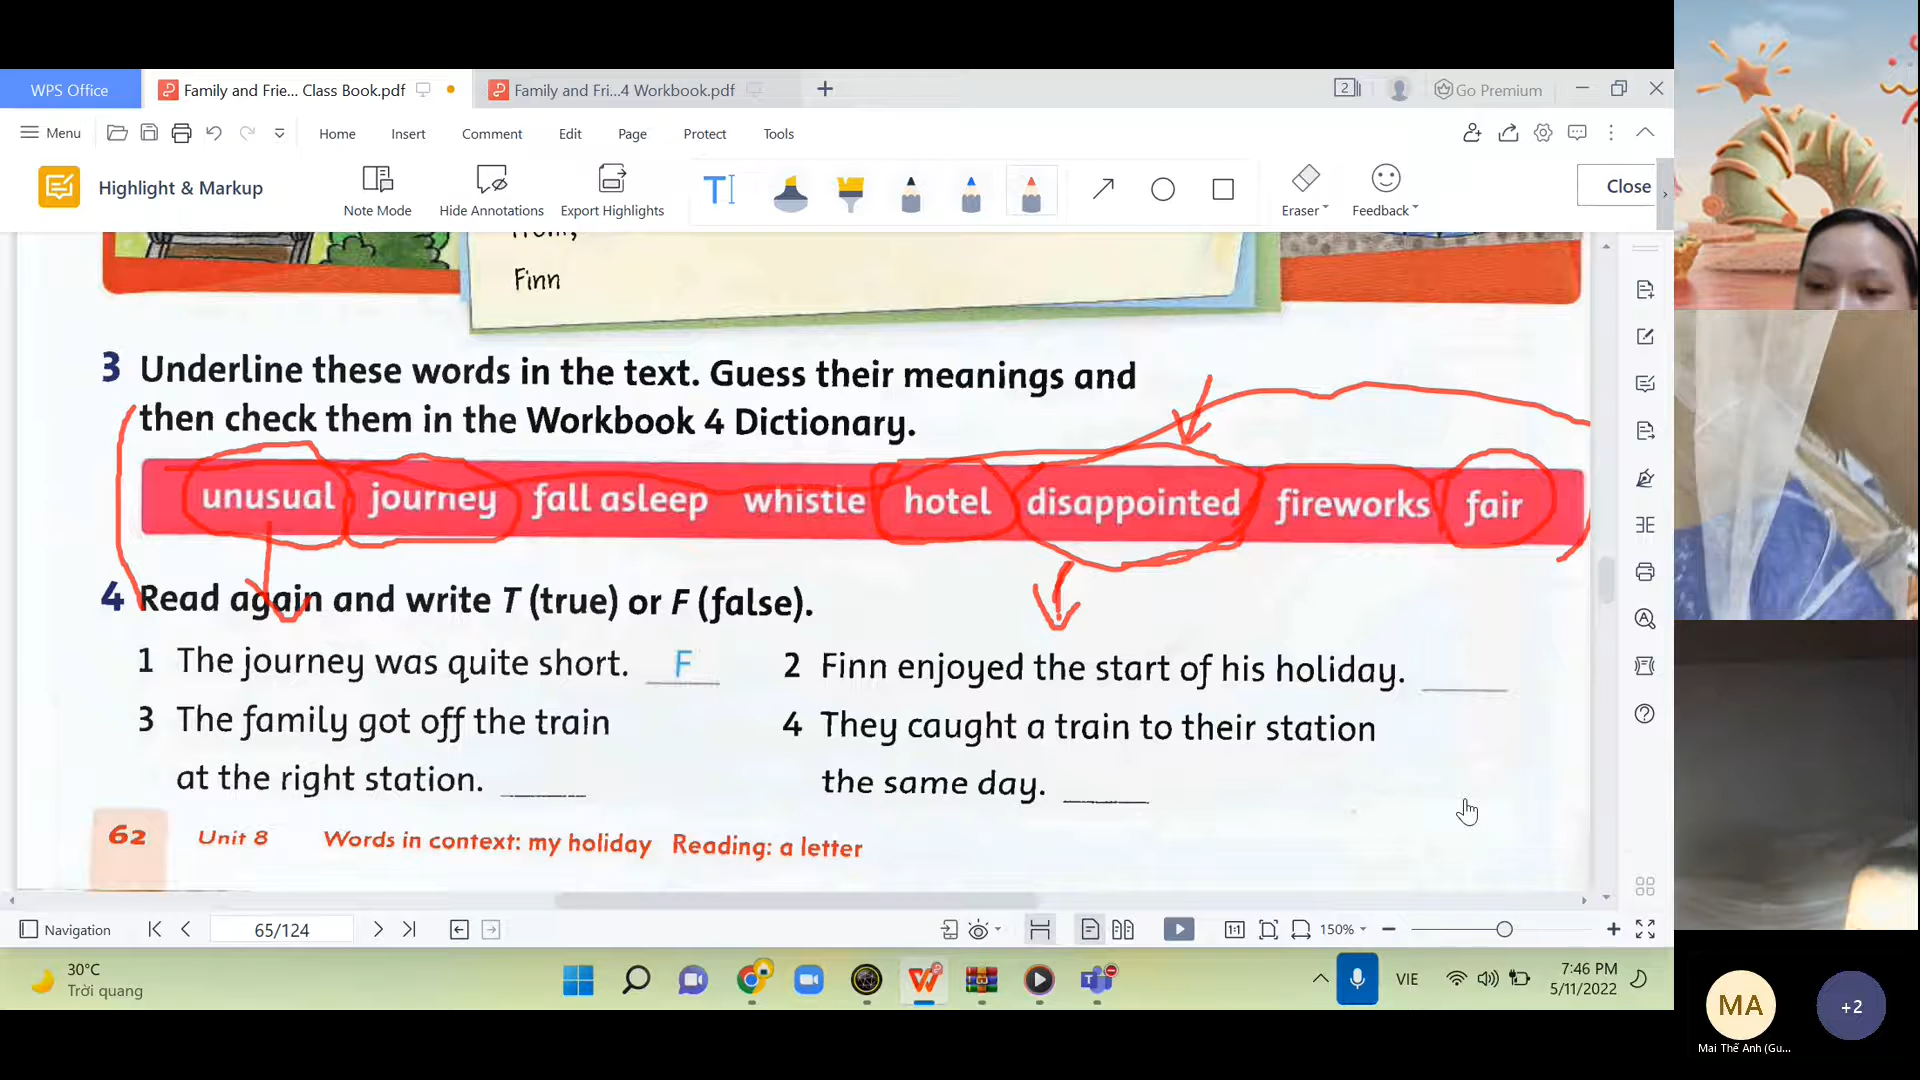 WPS Office
Family and Frie... Class Book.pdf
Family and Fri...4 Workbook.pdf
2
Go Premium
Menu
Home
Insert
Comment
Edit
Page
Protect
Tools
Highlight & Markup
Note Mode
Hide Annotations
Export Highlights
T
Eraser
Feedback
Close
Finn
3 Underline these words in the text. Guess their meanings and
then check them in the Workbook 4 Dictionary.
unusual journey fall asleep whistle hotel disappointed fireworks fair
4 Read again and write T (true) or F (false).
1 The journey was quite short. F
2 Finn enjoyed the start of his holiday.
3 The family got off the train
at the right station.
4 They caught a train to their station
the same day.
62 Unit 8 Words in context: my holiday Reading: a letter
Navigation
65/124
1:1
150%
30°C
Trời quang
VIE
7:46 PM
5/11/2022
MA
+2
Mai Thế Anh (Gu...